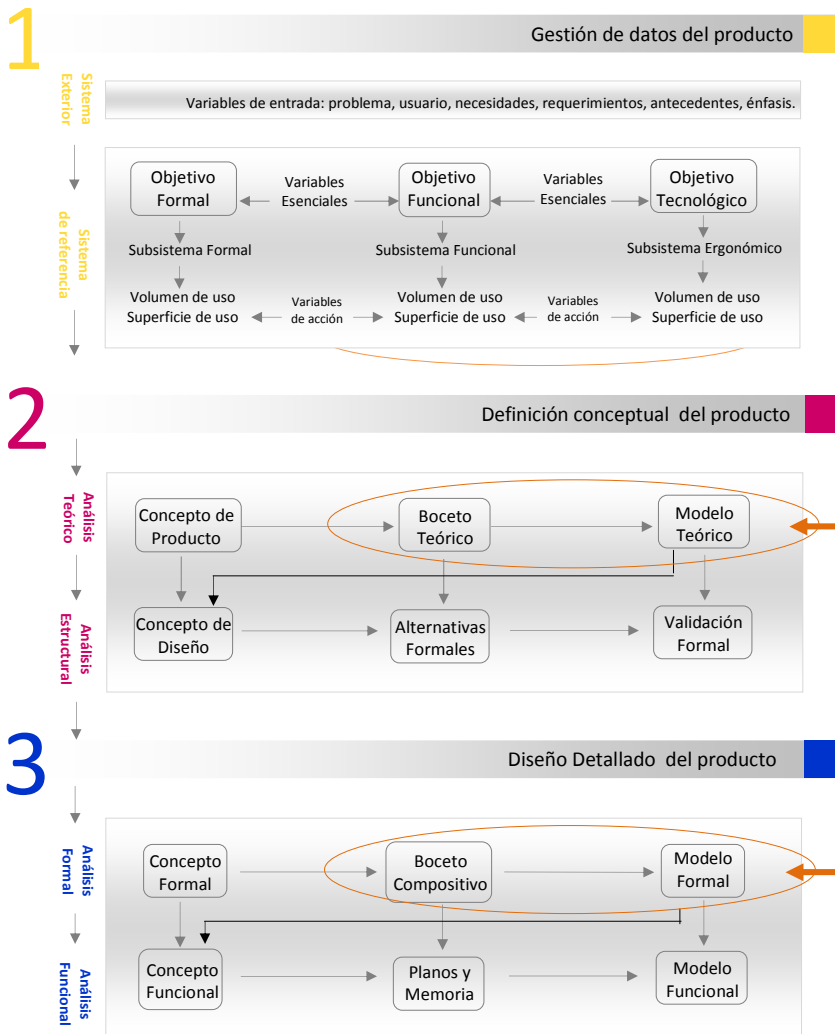 1
Gestión de datos del producto
Sistema
Exterior
Variables de entrada: problema, usuario, necesidades, requerimientos, antecedentes, énfasis.
Sistema
de referencia
Objetivo
Formal
Variables
Esenciales
Objetivo
Funcional
Variables
Esenciales
Objetivo
Tecnológico
Subsistema Formal
Subsistema Funcional
Subsistema Ergonómico
Volumen de uso
Superficie de uso
Variables
de acción
Volumen de uso
Superficie de uso
Variables
de acción
Volumen de uso
Superficie de uso
2
Definición conceptual del producto
Análisis
Teórico
Concepto de
Producto
Boceto
Teórico
Modelo
Teórico
Análisis
Estructural
Concepto de
Diseño
Alternativas
Formales
Validación
Formal
3
Diseño Detallado del producto
Análisis
Formal
Concepto
Formal
Boceto
Compositivo
Modelo
Formal
Análisis
Funcional
Concepto
Funcional
Planos y
Memoria
Modelo
Funcional